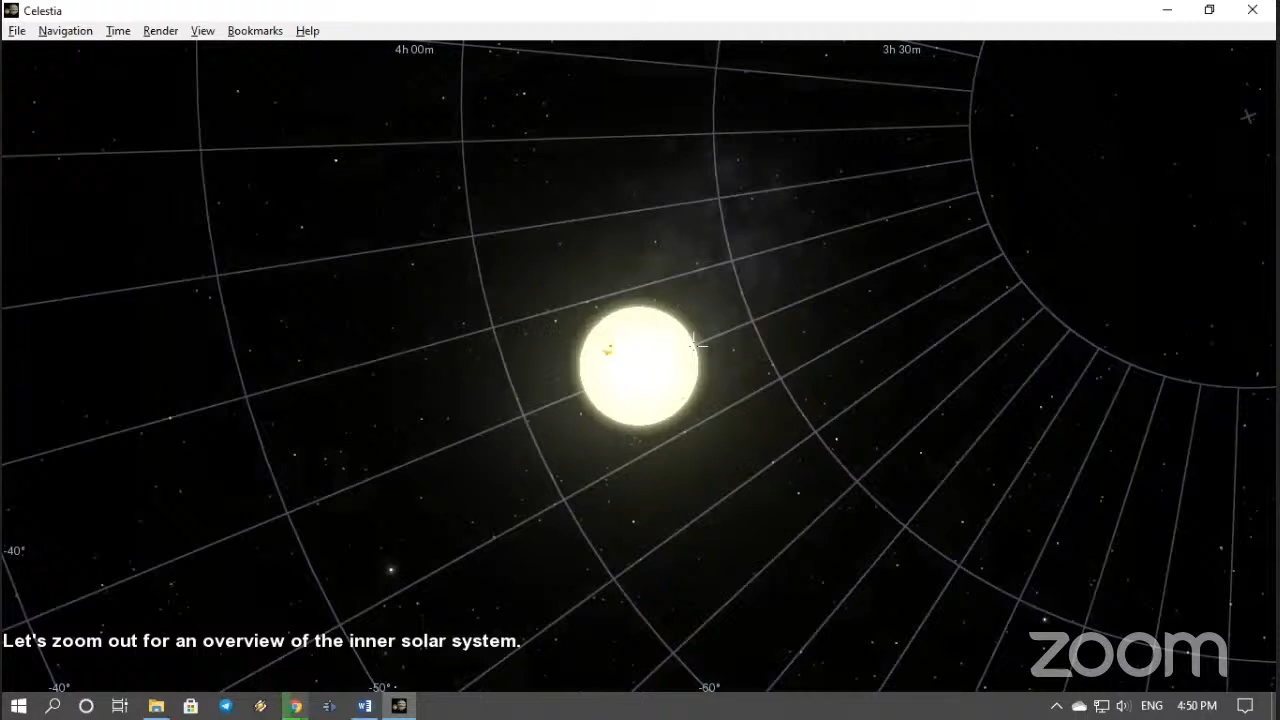 Celestia
File Navigation Time Render View Bookmarks Help
4h 00m 3h 30m
-40°
Let's zoom out for an overview of the inner solar system.
zoom
-40° -50° -60°
ENG 4:50 PM